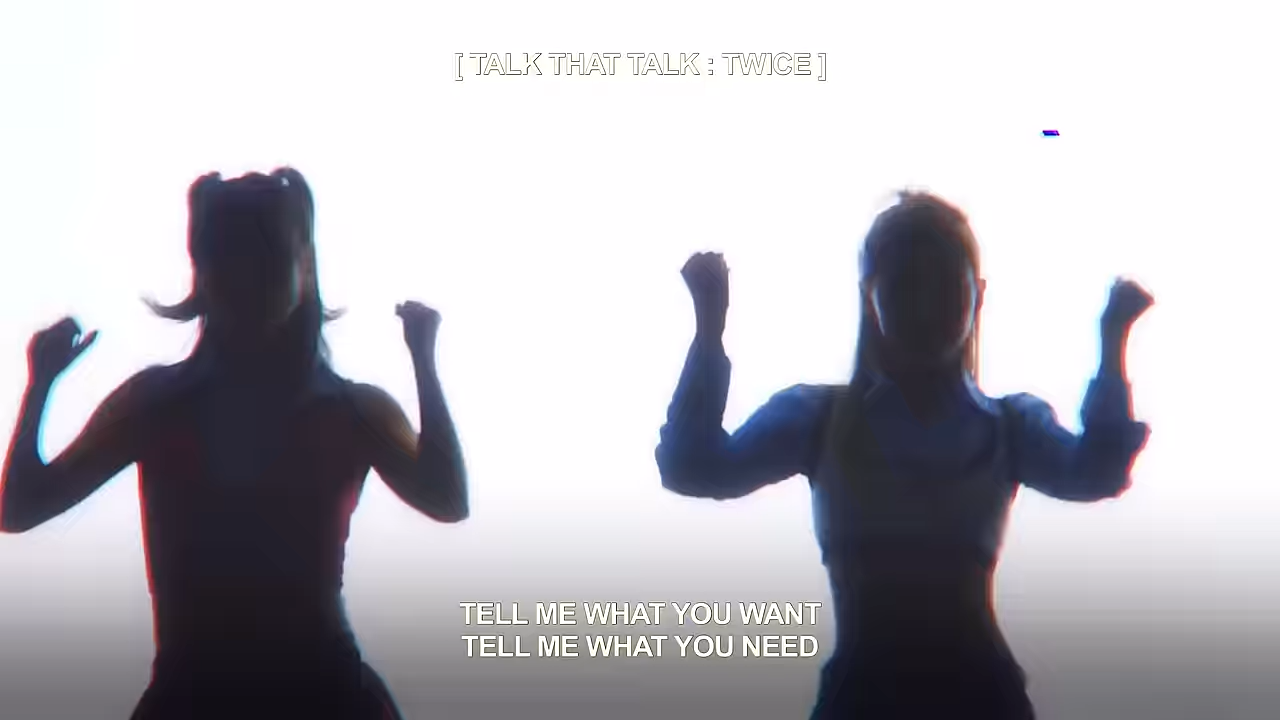 [ TALK THAT TALK : TWICE ]
TELL ME WHAT YOU WANT
TELL ME WHAT YOU NEED